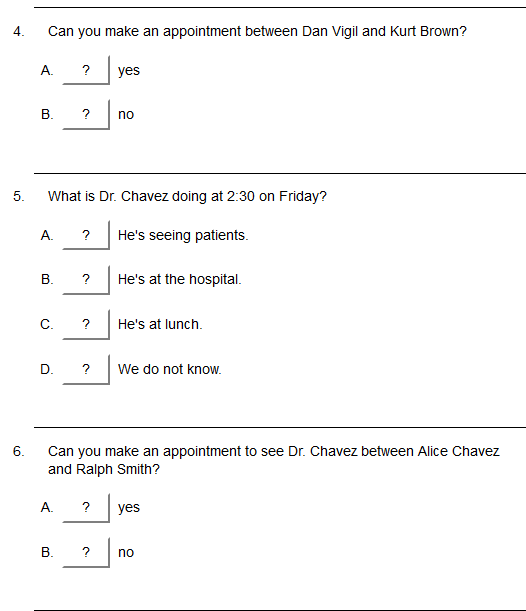 4. Can you make an appointment between Dan Vigil and Kurt Brown?
A. ? yes
B. ? no
5. What is Dr. Chavez doing at 2:30 on Friday?
A. ? He's seeing patients.
B. ? He's at the hospital.
C. ? He's at lunch.
D. ? We do not know.
6. Can you make an appointment to see Dr. Chavez between Alice Chavez
and Ralph Smith?
A. ? yes
B. ? no